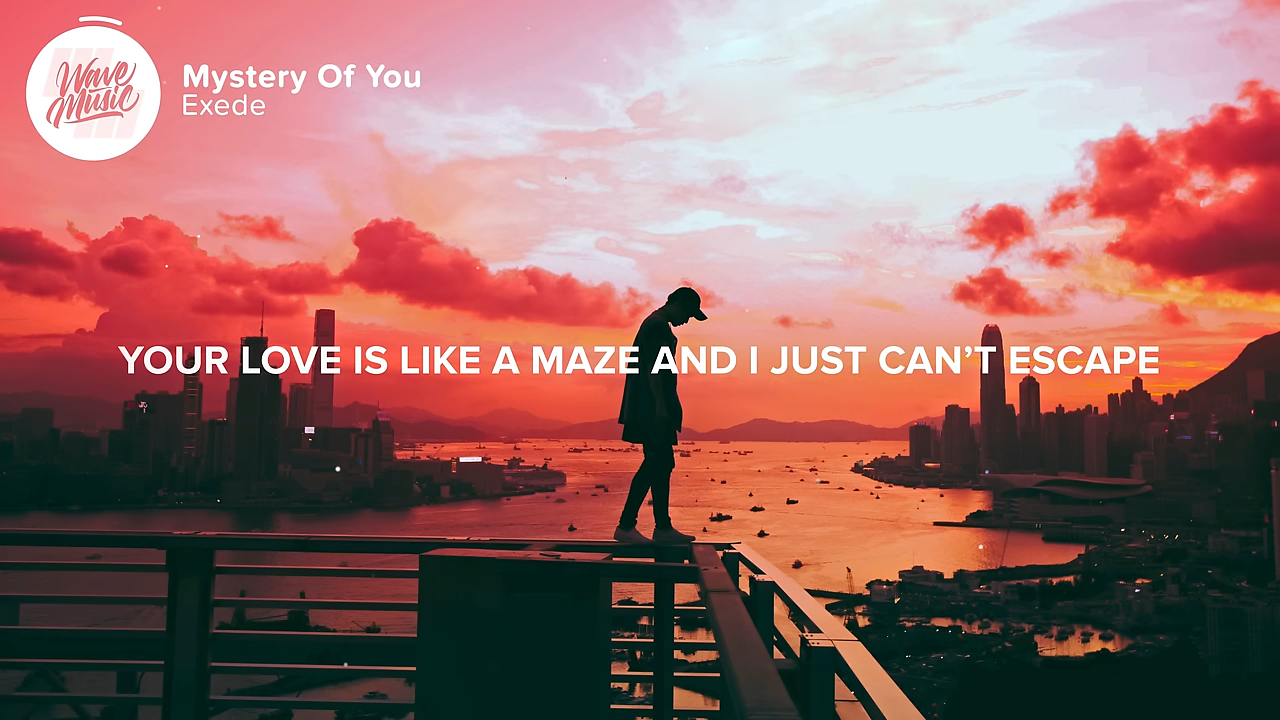 Wave
Music
Mystery Of You
Exede
YOUR LOVE IS LIKE A MAZE AND I JUST CAN’T ESCAPE